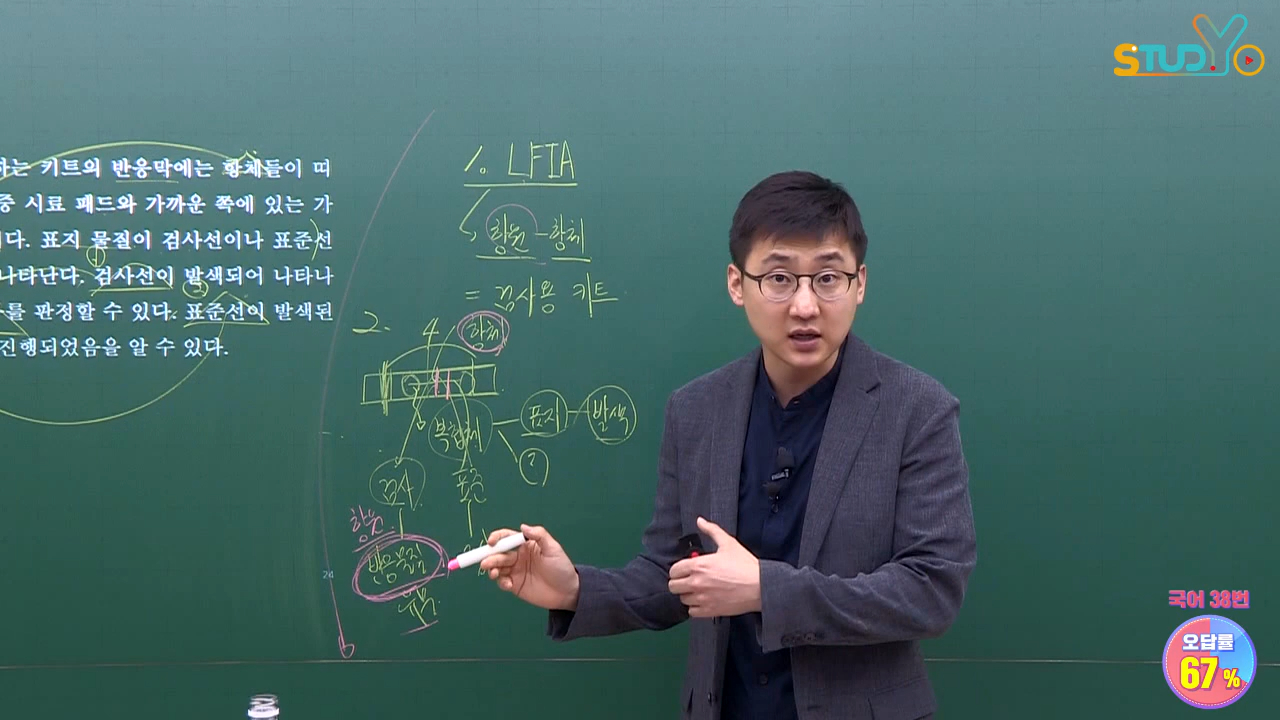 STUDYO
하는 키트의 반응막에는 항체들이 띠
중 시료 패드와 가까운 쪽에 있는 가
다. 표지 물질이 검사선이나 표준선
나타난다. 검사선이 발색되어 나타나
를 판정할 수 있다. 표준선이 발색된
진행되었음을 알 수 있다.
1. LFIA
항원-항체
= 검사용 키트
2. 4 항체
복합체 표지 발색
?
검사 표준
항원
반응물질
유무
24
국어 38번
오답률
67%